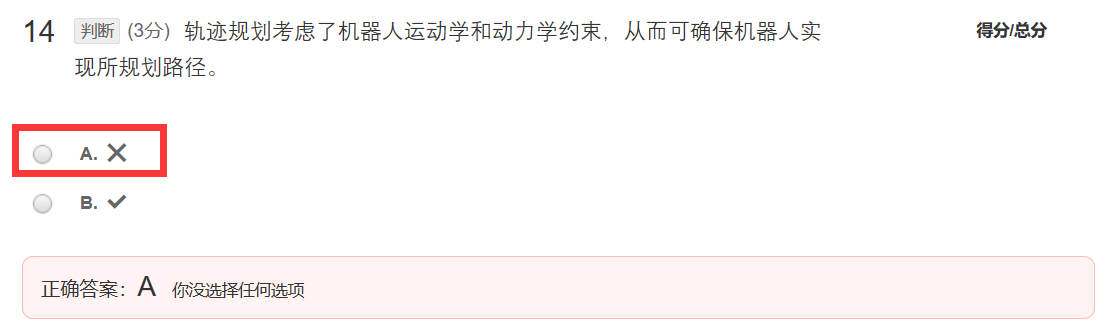 14 判断 (3分) 轨迹规划考虑了机器人运动学和动力学约束，从而可确保机器人实 得分/总分
现所规划路径。
A. ✕
B. ✓
正确答案：A 你没选择任何选项